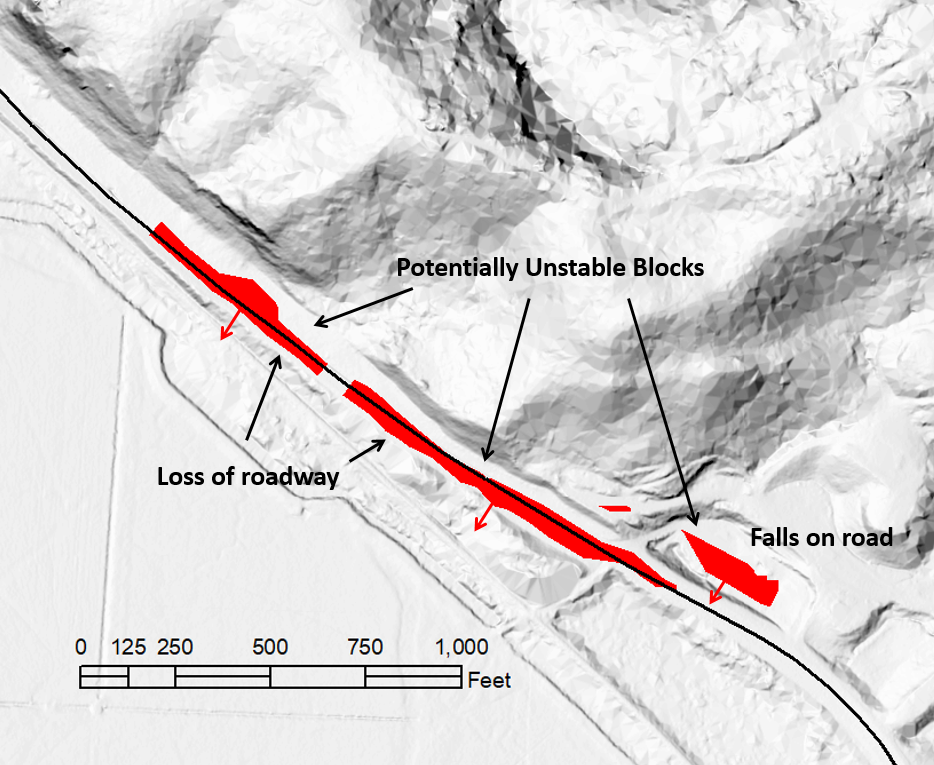 Potentially Unstable Blocks
Loss of roadway
Falls on road
0 125 250 500 750 1,000
Feet